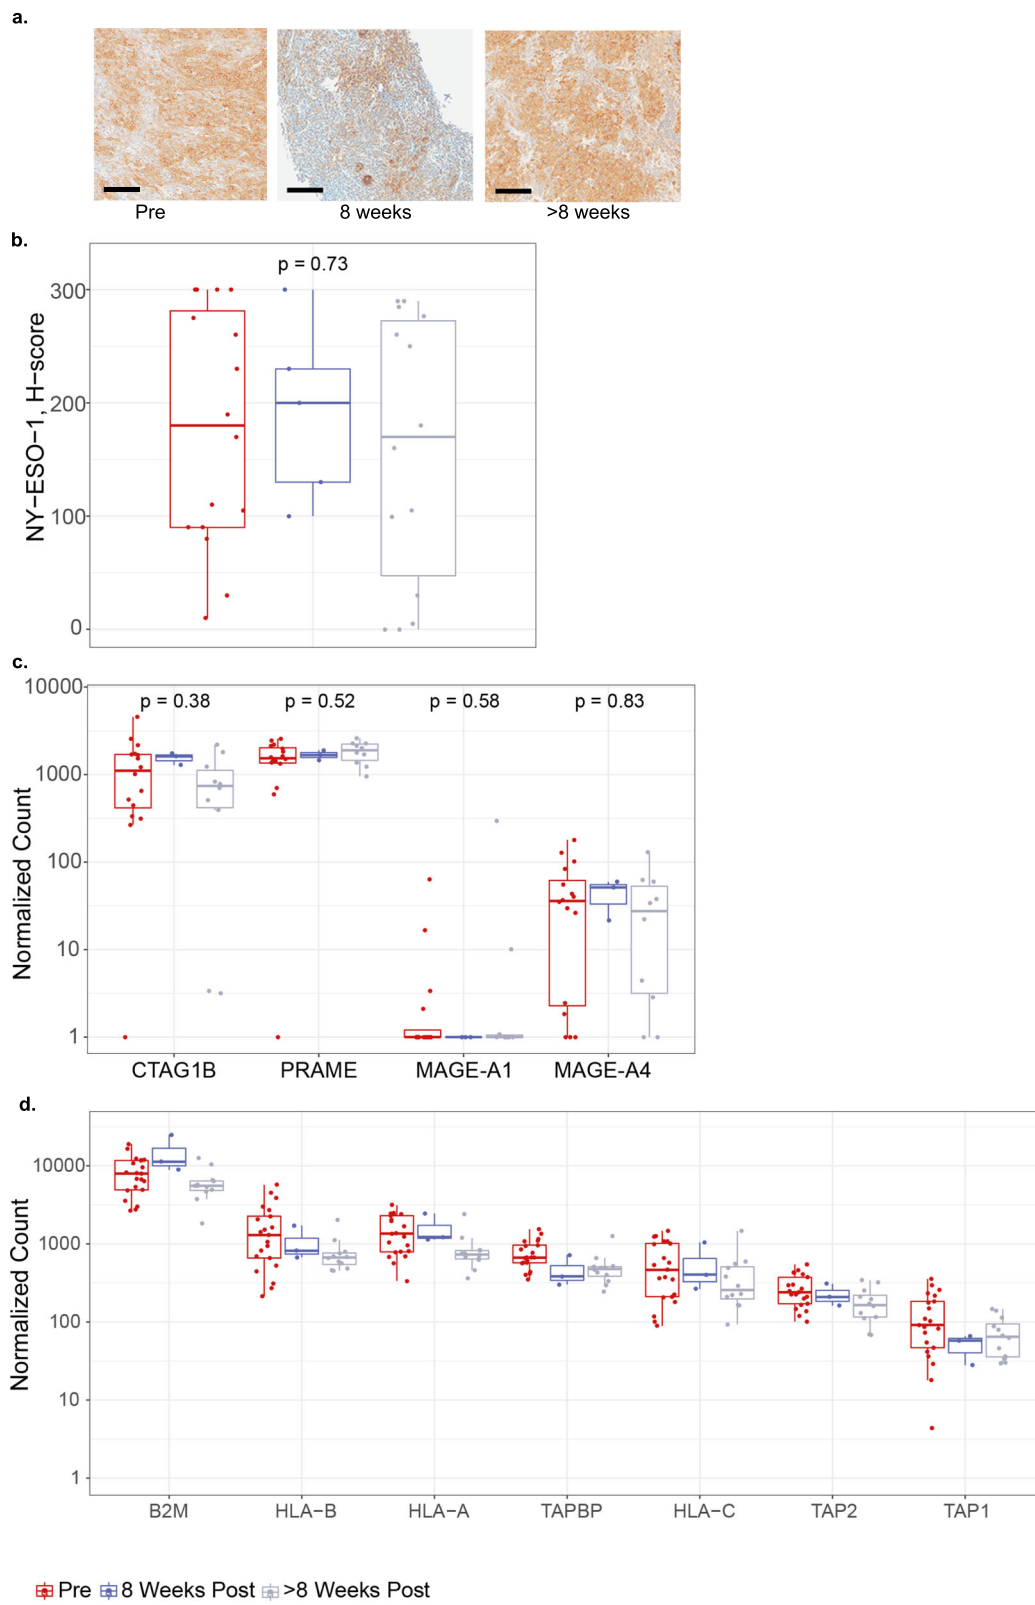 a.
Pre 8 weeks >8 weeks
b.
p = 0.73
NY−ESO−1, H−score
300
200
100
0
c.
p = 0.38 p = 0.52 p = 0.58 p = 0.83
Normalized Count
10000
1000
100
10
1
CTAG1B PRAME MAGE-A1 MAGE-A4
d.
Normalized Count
10000
1000
100
10
1
B2M HLA−B HLA−A TAPBP HLA−C TAP2 TAP1
Pre 8 Weeks Post >8 Weeks Post